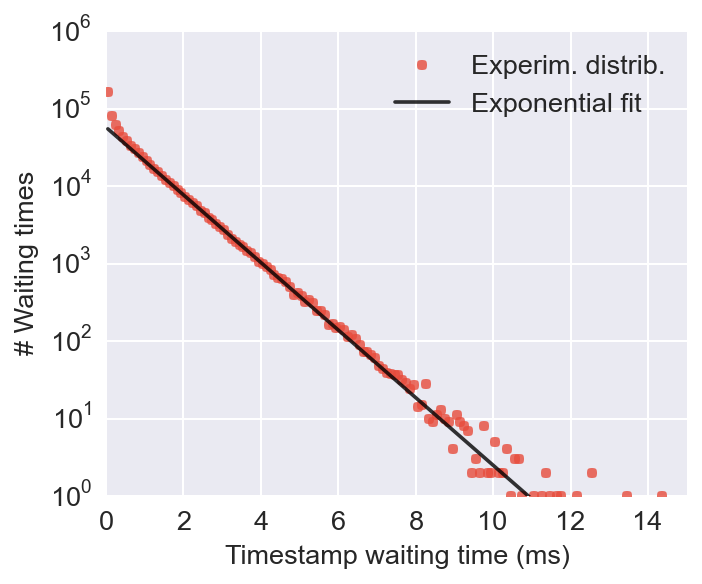 10^6
10^5
10^4
10^3
10^2
10^1
10^0
# Waiting times
Experim. distrib.
Exponential fit
0 2 4 6 8 10 12 14
Timestamp waiting time (ms)